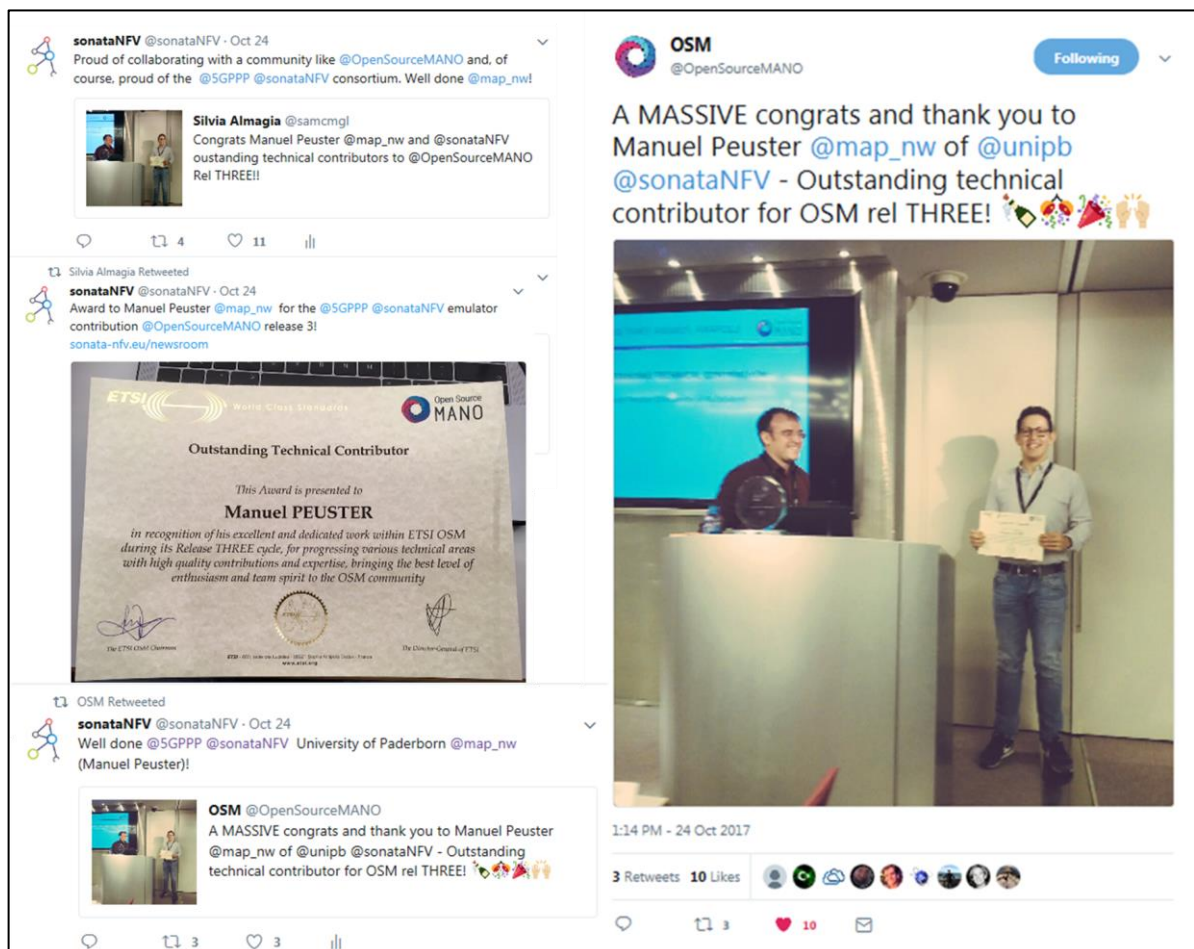 sonataNFV @sonataNFV · Oct 24
Proud of collaborating with a community like @OpenSourceMANO and, of
course, proud of the @5GPPP @sonataNFV consortium. Well done @map_nw!
Silvia Almagia @samcmgl
Congrats Manuel Peuster @map_nw and @sonataNFV
oustanding technical contributors to @OpenSourceMANO
Rel THREE!!
4 11
Silvia Almagia Retweeted
sonataNFV @sonataNFV · Oct 24
Award to Manuel Peuster @map_nw for the @5GPPP @sonataNFV emulator
contribution @OpenSourceMANO release 3!
sonata-nfv.eu/newsroom
ETSI World Class Standards
Open Source
MANO
Outstanding Technical Contributor
This Award is presented to
Manuel PEUSTER
in recognition of his excellent and dedicated work within ETSI OSM
during its Release THREE cycle, for progressing various technical areas
with high quality contributions and expertise, bringing the best level of
enthusiasm and team spirit to the OSM community
The ETSI OSM Chairman
The Director-General of ETSI
www.etsi.org
OSM Retweeted
sonataNFV @sonataNFV · Oct 24
Well done @5GPPP @sonataNFV University of Paderborn @map_nw
(Manuel Peuster)!
OSM @OpenSourceMANO
A MASSIVE congrats and thank you to Manuel Peuster
@map_nw of @unipb @sonataNFV - Outstanding
technical contributor for OSM rel THREE! 🍾🎊🎉🙌🏼
3 3
OSM
@OpenSourceMANO
Following
A MASSIVE congrats and thank you to
Manuel Peuster @map_nw of @unipb
@sonataNFV - Outstanding technical
contributor for OSM rel THREE! 🍾🎊🎉🙌🏼
MANO
1:14 PM - 24 Oct 2017
3 Retweets 10 Likes
3 10